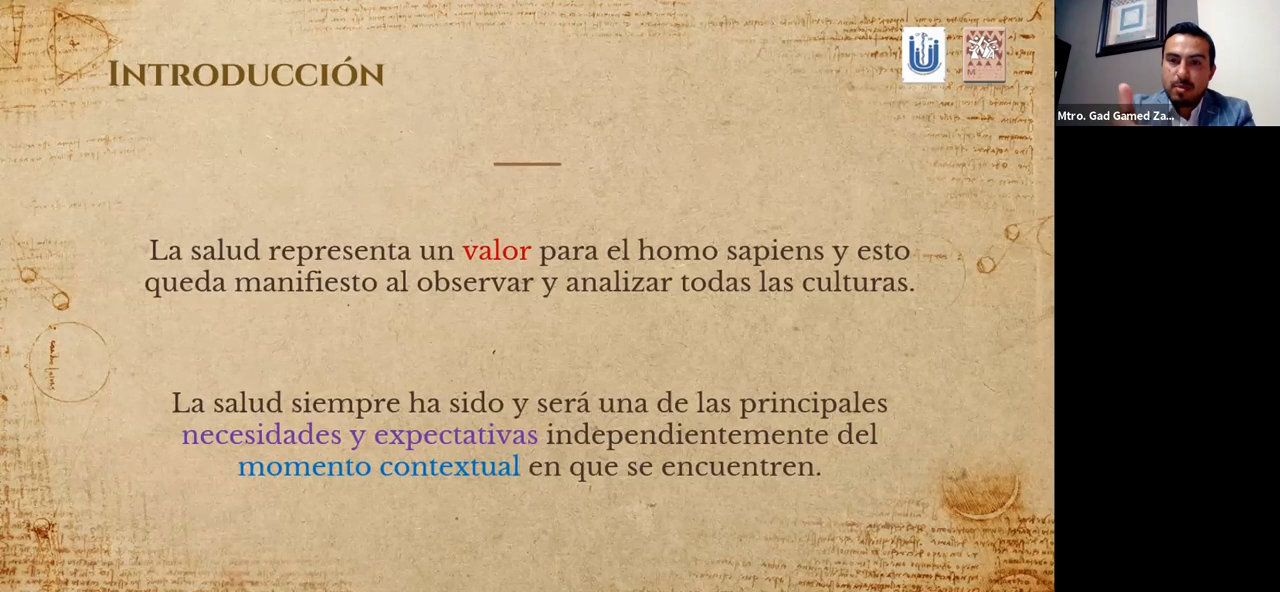 INTRODUCCIÓN
La salud representa un valor para el homo sapiens y esto
queda manifiesto al observar y analizar todas las culturas.
La salud siempre ha sido y será una de las principales
necesidades y expectativas independientemente del
momento contextual en que se encuentren.
Mtro. Gad Gamed Za...